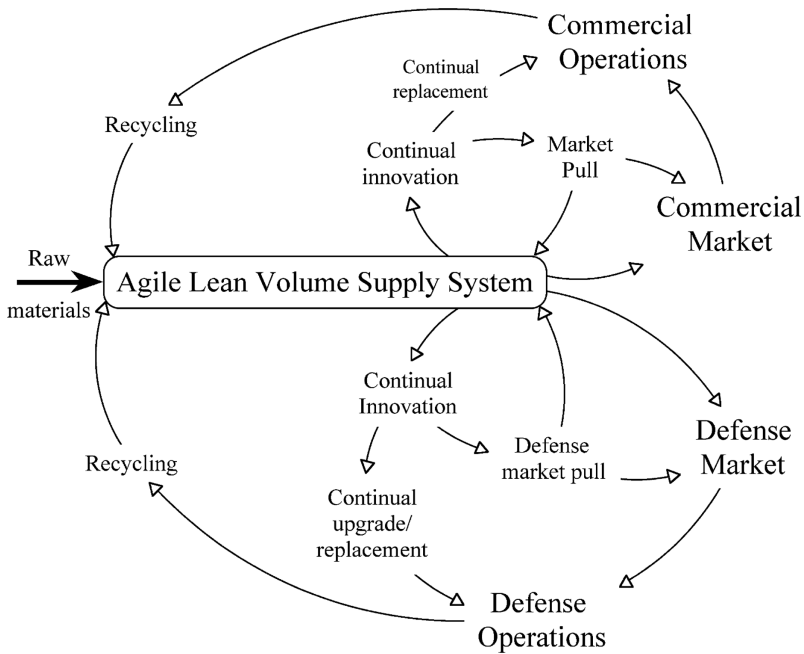 Commercial
Operations
Continual
replacement
Recycling
Continual
innovation
Market
Pull
Commercial
Market
Raw
Agile Lean Volume Supply System
materials
Continual
Innovation
Defense
market pull
Defense
Market
Recycling
Continual
upgrade/
replacement
Defense
Operations